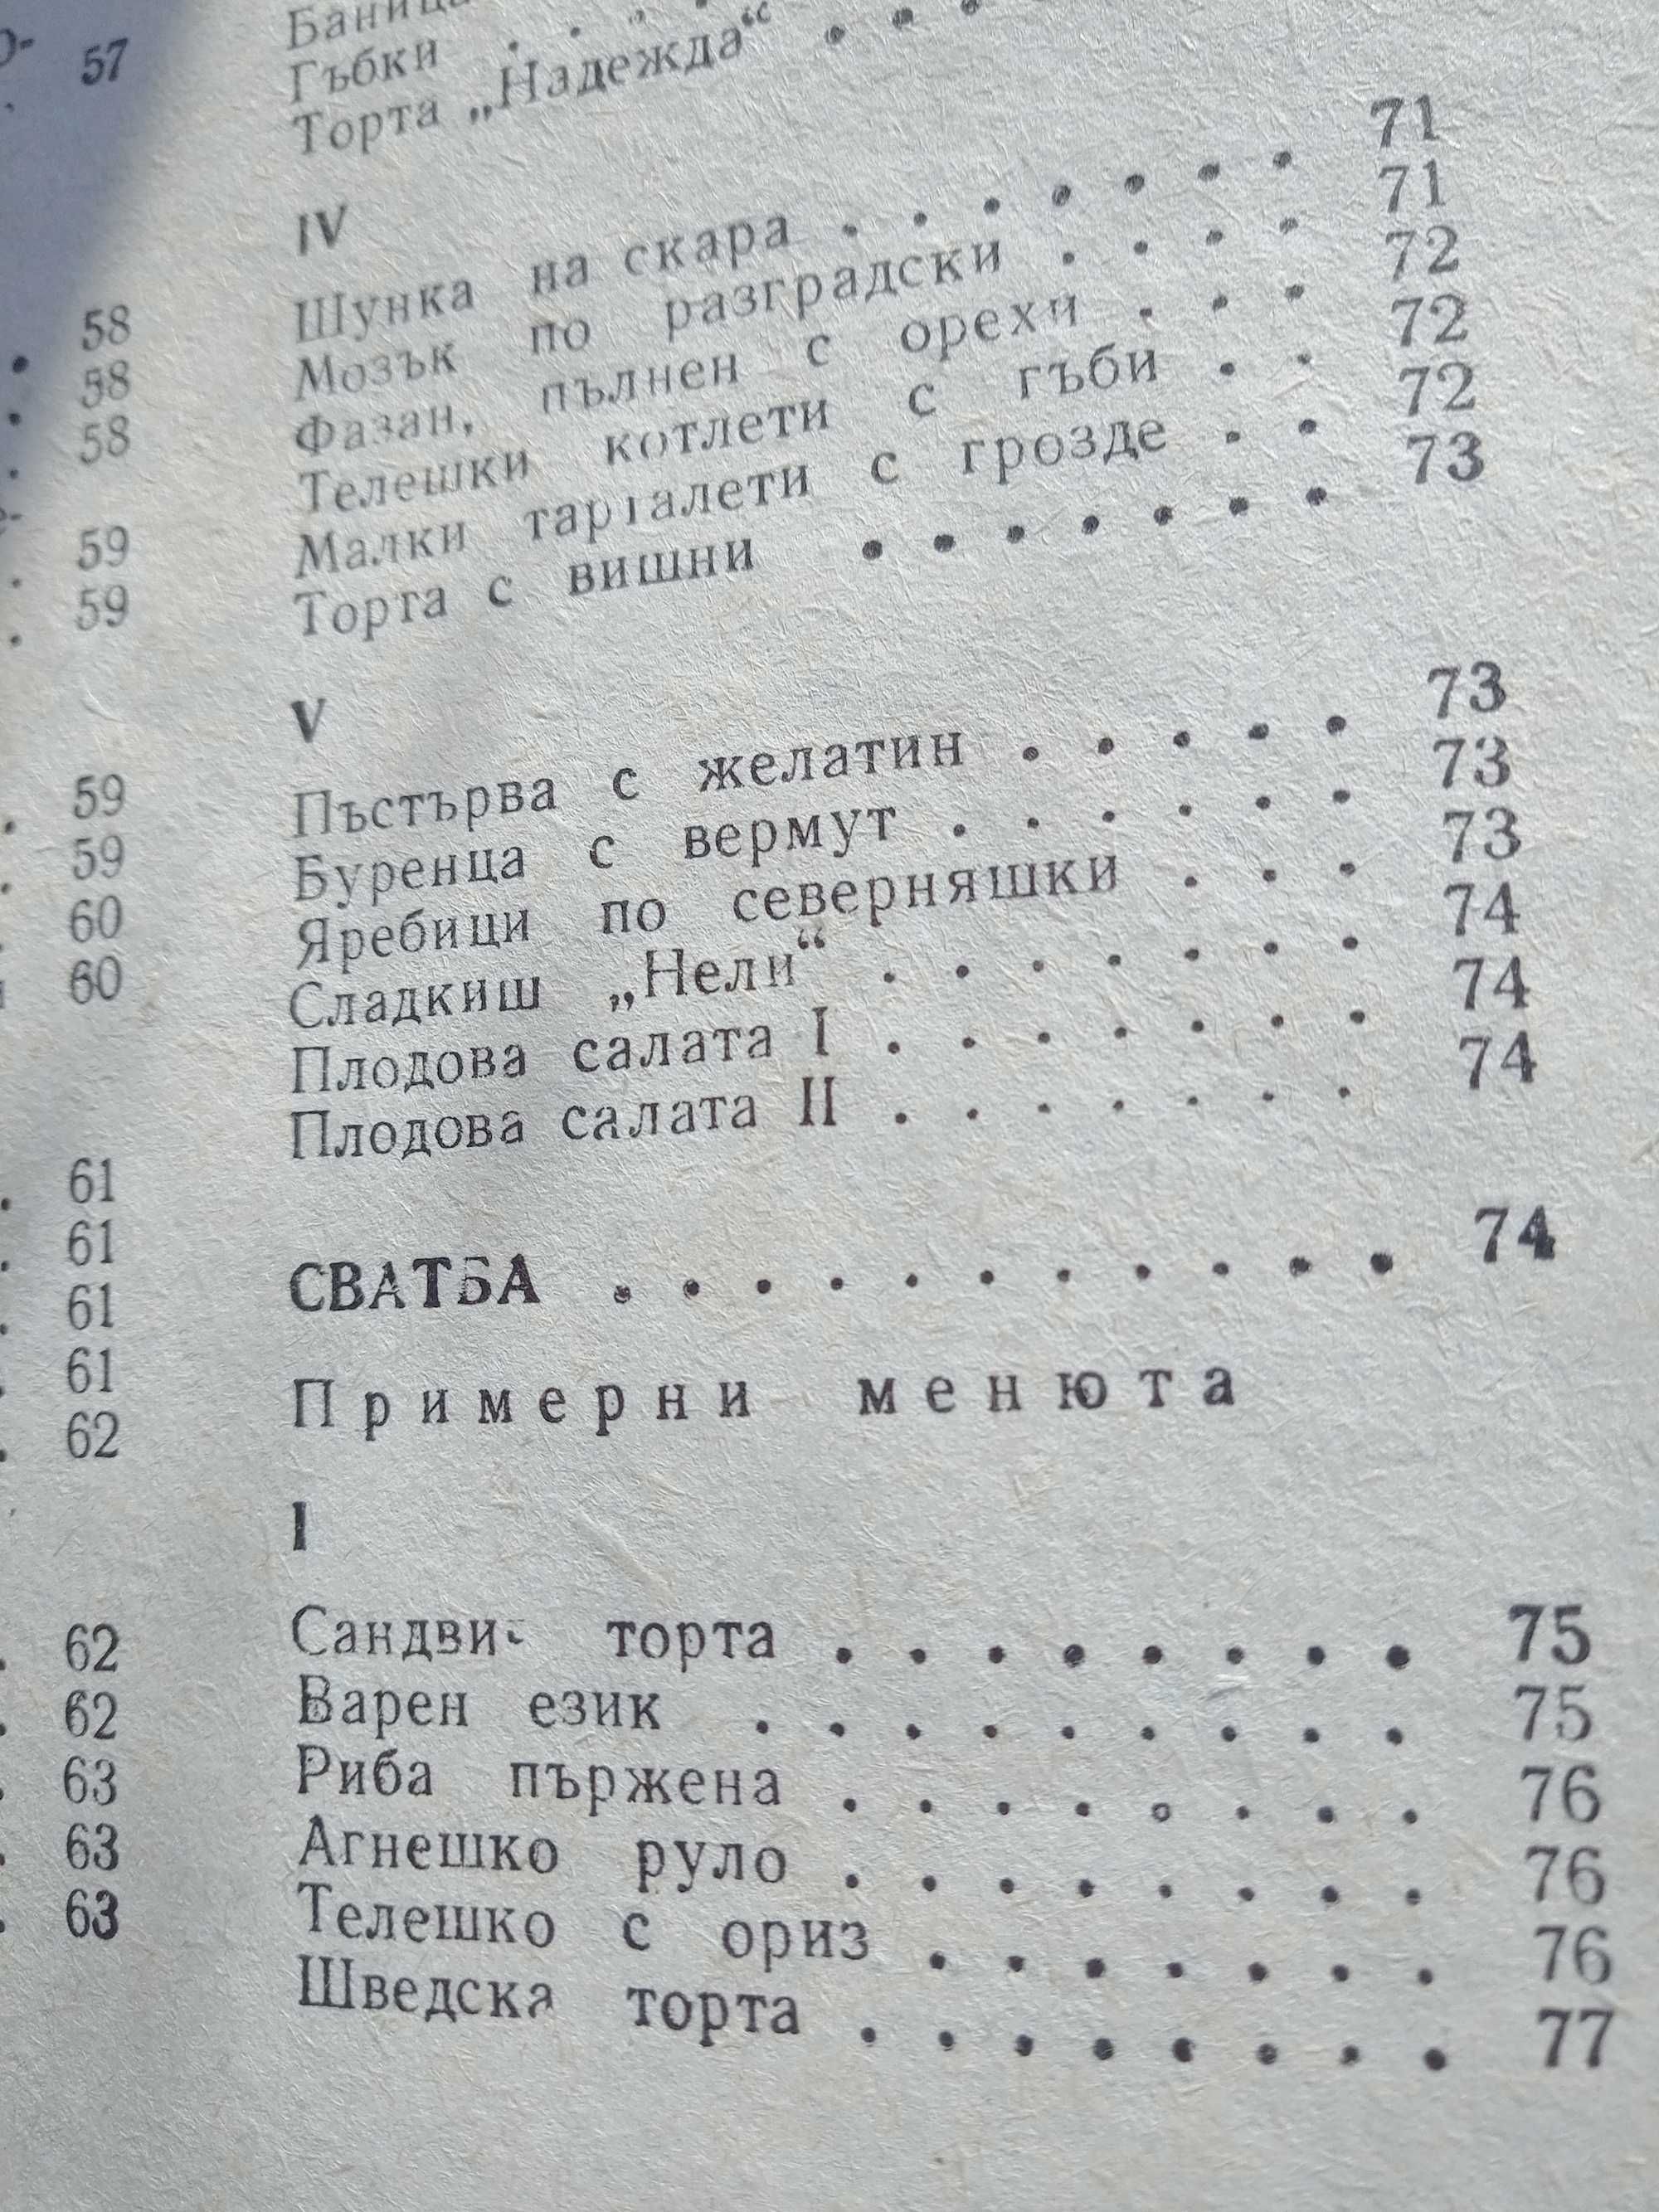 57
58
58
58
59
59
59
59
60
60
61
61
61
61
62
62
62
63
63
63
Гъбки . . .
Торта „Надежда“ . . .
IV
Шунка на скара . . . . . . . 71
Мозък по разградски . . . . 71
Фазан, пълнен с орехи . . . 72
Телешки котлети с гъби . . 72
Малки тарталети с грозде . . 72
Торта с вишни . . . . . . . 73
V
Пъстърва с желатин . . . . . 73
Буренца с вермут . . . . . . 73
Яребици по северняшки . . . 73
Сладкиш „Нели“ . . . . . . . 74
Плодова салата I . . . . . . . 74
Плодова салата II . . . . . . . 74
СВАТБА . . . . . . . . . . . 74
Примерни менюта
I
Сандвич торта . . . . . . . . 75
Варен език . . . . . . . . . 75
Риба пържена . . . . . . . . 76
Агнешко руло . . . . . . . . 76
Телешко с ориз . . . . . . . 76
Шведска торта . . . . . . . . 77